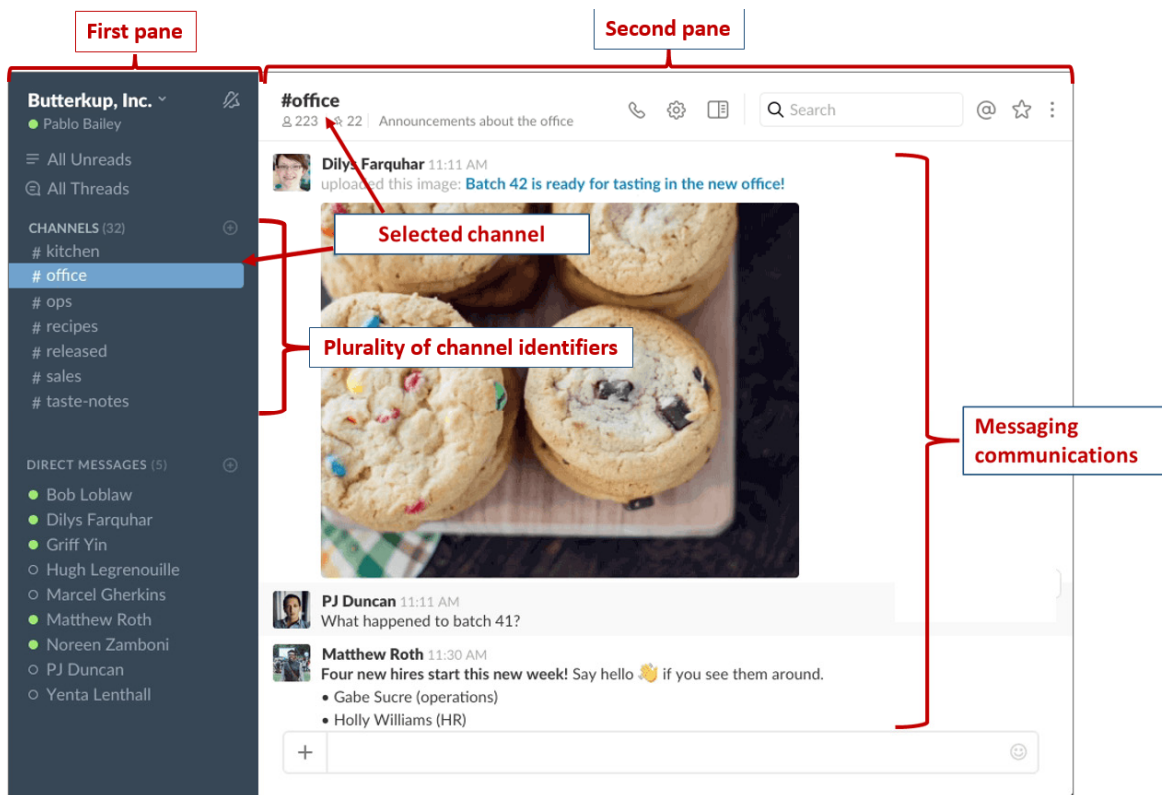 First pane
Second pane
Butterkup, Inc.
Pablo Bailey
All Unreads
All Threads
CHANNELS (32)
# kitchen
# office
# ops
# recipes
# released
# sales
# taste-notes
DIRECT MESSAGES (5)
Bob Loblaw
Dilys Farquhar
Griff Yin
Hugh Legrenouille
Marcel Gherkins
Matthew Roth
Noreen Zamboni
PJ Duncan
Yenta Lenthall
#office
223 22 Announcements about the office
Search
@
Dilys Farquhar 11:11 AM
uploaded this image: Batch 42 is ready for tasting in the new office!
Selected channel
Plurality of channel identifiers
Messaging
communications
PJ Duncan 11:11 AM
What happened to batch 41?
Matthew Roth 11:30 AM
Four new hires start this new week! Say hello 👋 if you see them around.
• Gabe Sucre (operations)
• Holly Williams (HR)
+